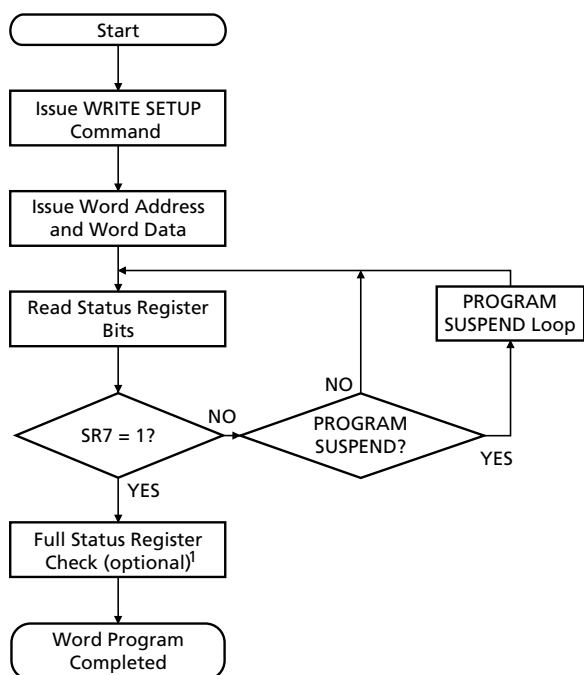 Start
Issue WRITE SETUP
Command
Issue Word Address
and Word Data
Read Status Register
Bits
PROGRAM
SUSPEND Loop
NO
SR7 = 1?
NO
PROGRAM
SUSPEND?
YES
YES
Full Status Register
Check (optional)1
Word Program
Completed